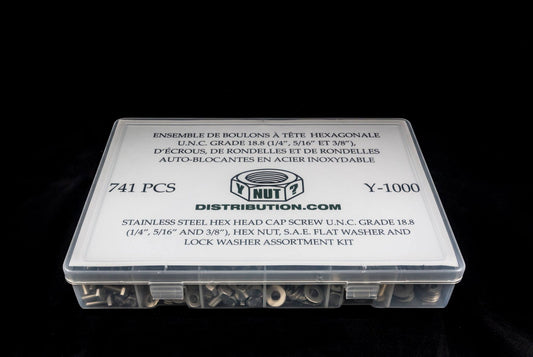 ENSEMBLE DE BOULONS À TÊTE HEXAGONALE
U.N.C. GRADE 18.8 (1/4", 5/16" ET 3/8"),
D'ÉCROUS, DE RONDELLES ET DE RONDELLES
AUTO-BLOCANTES EN ACIER INOXYDABLE
741 PCS
Y NUT ?
Y-1000
DISTRIBUTION.COM
STAINLESS STEEL HEX HEAD CAP SCREW U.N.C. GRADE 18.8
(1/4", 5/16" AND 3/8"), HEX NUT, S.A.E. FLAT WASHER AND
LOCK WASHER ASSORTMENT KIT